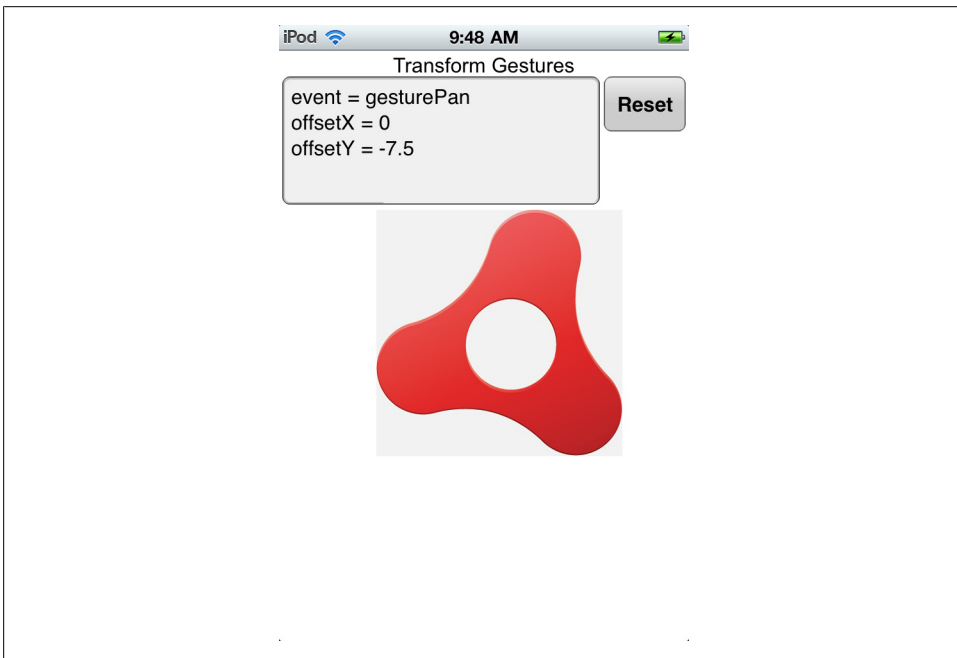 iPod 9:48 AM
Transform Gestures
event = gesturePan
offsetX = 0
offsetY = -7.5
Reset